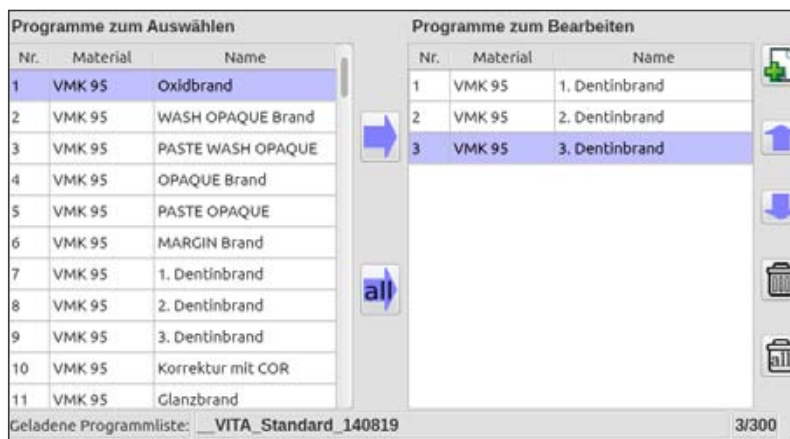 Programme zum Auswählen
Nr. Material Name
1 VMK 95 Oxidbrand
2 VMK 95 WASH OPAQUE Brand
3 VMK 95 PASTE WASH OPAQUE
4 VMK 95 OPAQUE Brand
5 VMK 95 PASTE OPAQUE
6 VMK 95 MARGIN Brand
7 VMK 95 1. Dentinbrand
8 VMK 95 2. Dentinbrand
9 VMK 95 3. Dentinbrand
10 VMK 95 Korrektur mit COR
11 VMK 95 Glanzbrand
all
Programme zum Bearbeiten
Nr. Material Name
1 VMK 95 1. Dentinbrand
2 VMK 95 2. Dentinbrand
3 VMK 95 3. Dentinbrand
all
Geladene Programmliste: __VITA_Standard_140819 3/300